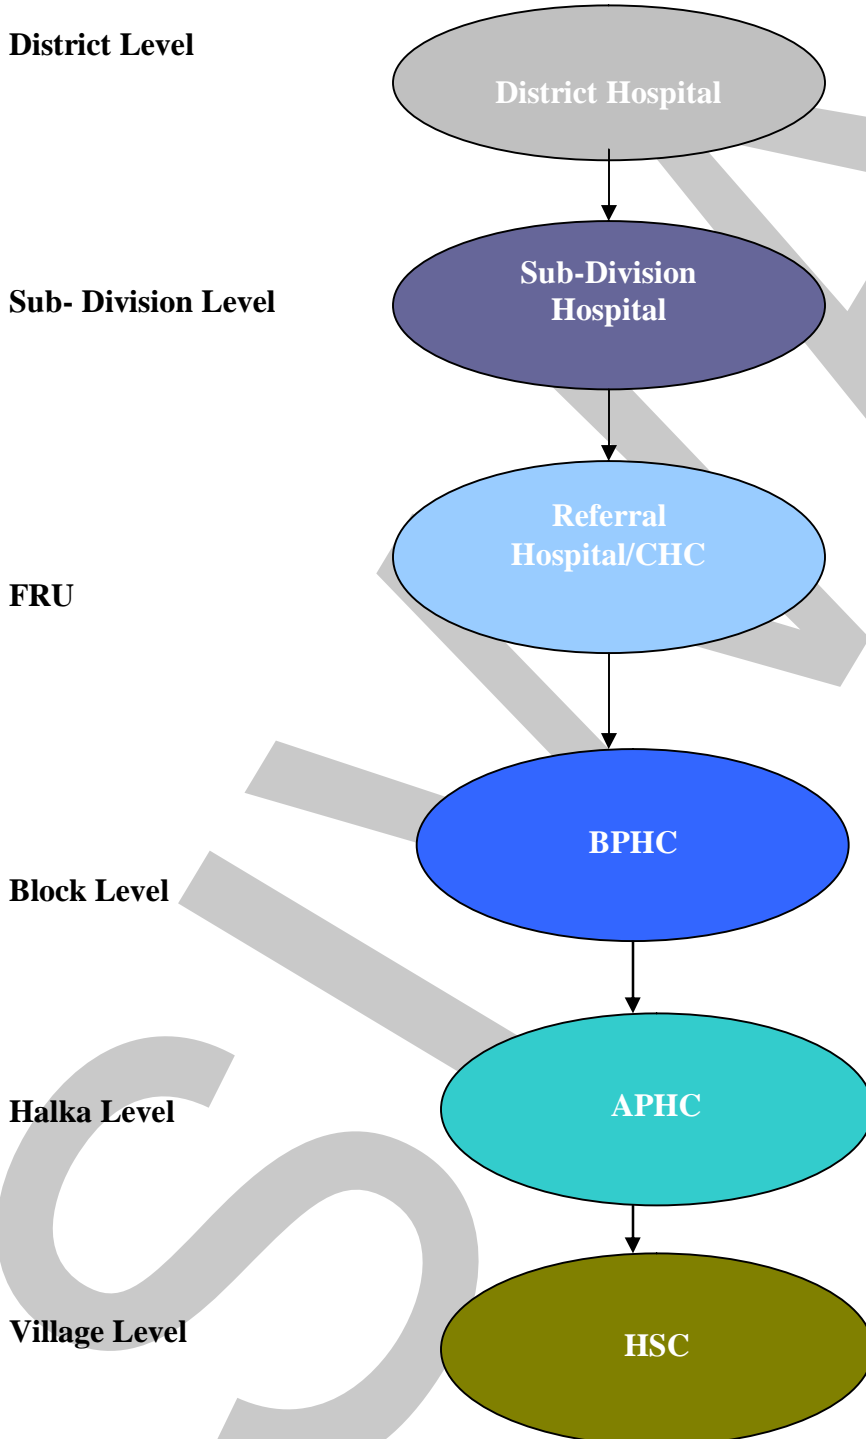 District Level
District Hospital
Sub- Division Level
Sub-Division
Hospital
Referral
Hospital/CHC
FRU
BPHC
Block Level
APHC
Halka Level
HSC
Village Level